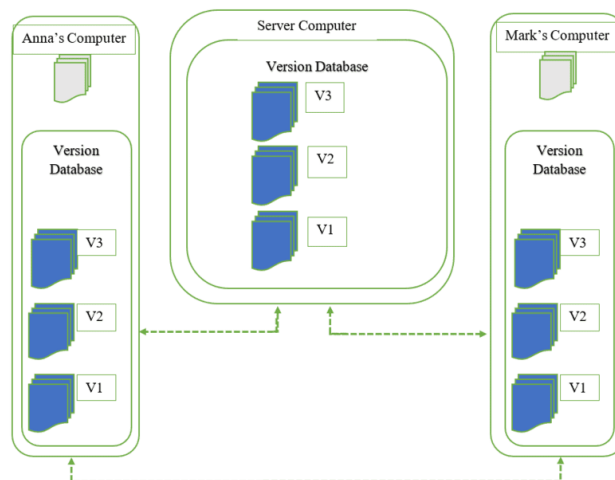 Anna's Computer
Version
Database
V3
V2
V1
Server Computer
Version Database
V3
V2
V1
Mark's Computer
Version
Database
V3
V2
V1